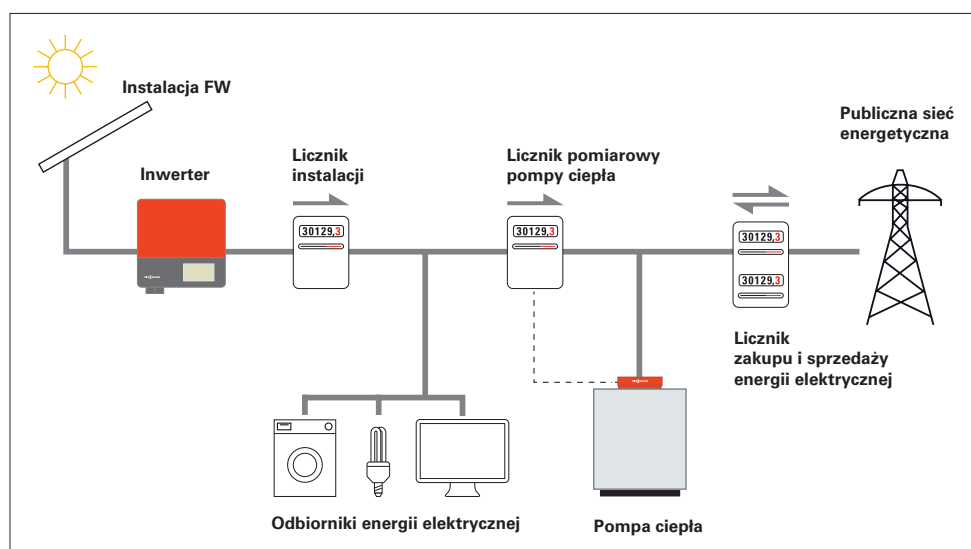 Instalacja FW
Publiczna sieć
energetyczna
Licznik
instalacji
Licznik pomiarowy
pompy ciepła
Inwerter
30129,3
30129,3
30129,3
30129,3
Licznik
zakupu i sprzedaży
energii elektrycznej
Odbiorniki energii elektrycznej
Pompa ciepła